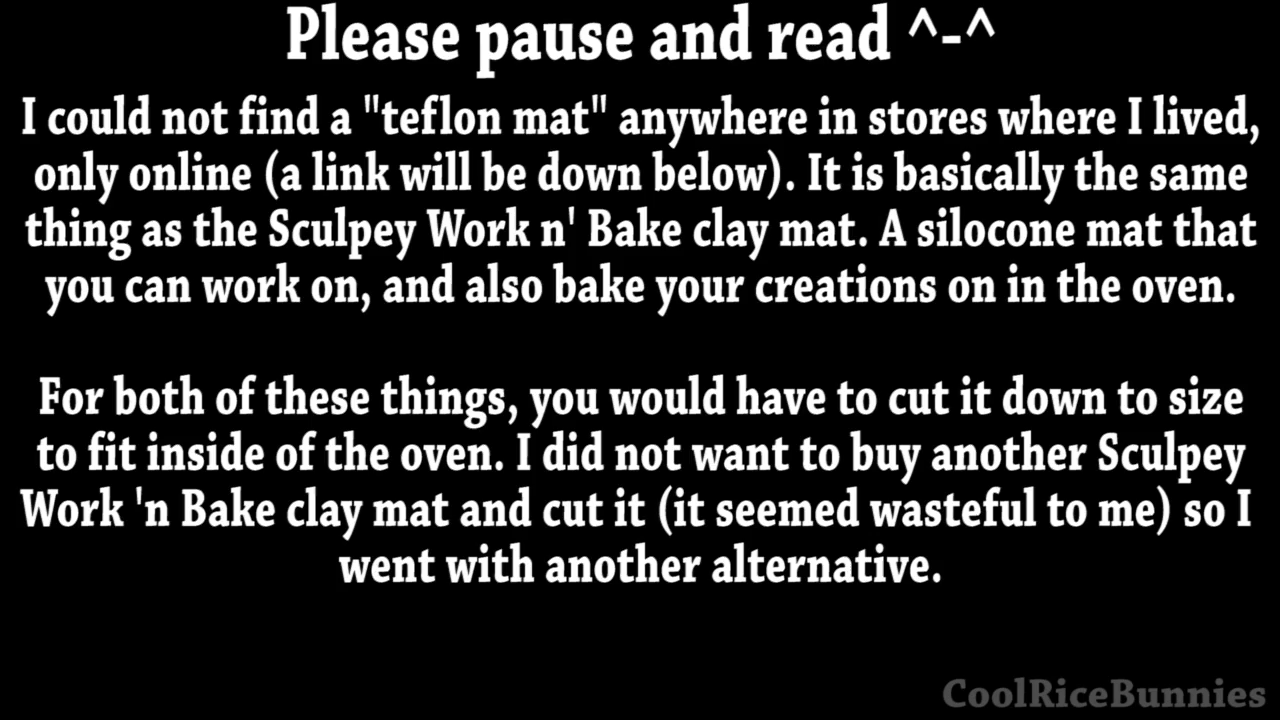 Please pause and read ^-^
I could not find a "teflon mat" anywhere in stores where I lived,
only online (a link will be down below). It is basically the same
thing as the Sculpey Work n' Bake clay mat. A silocone mat that
you can work on, and also bake your creations on in the oven.
For both of these things, you would have to cut it down to size
to fit inside of the oven. I did not want to buy another Sculpey
Work 'n Bake clay mat and cut it (it seemed wasteful to me) so I
went with another alternative.
CoolRiceBunnies